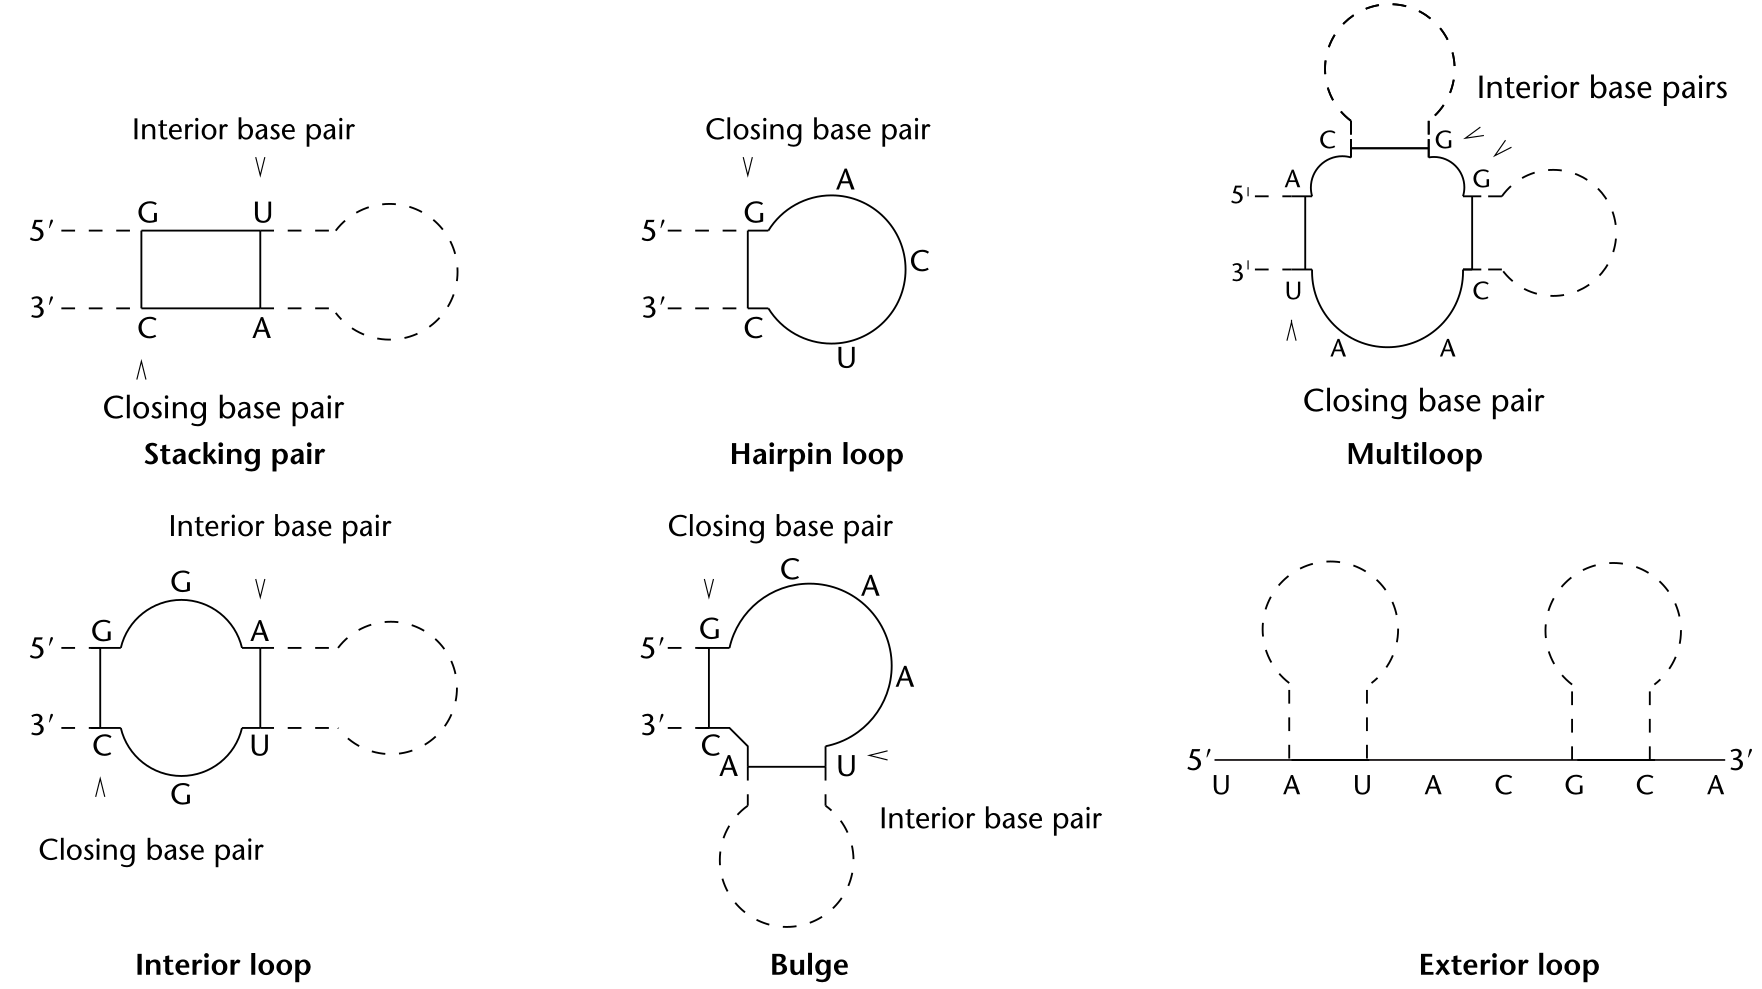 Interior base pair
G U
5′
3′
C A
Closing base pair
Stacking pair
Closing base pair
A
G
5′
C
3′
C
U
Hairpin loop
Interior base pairs
C G
A G
5′
3′
U C
A A
Closing base pair
Multiloop
Interior base pair
G
G A
5′
3′
C U
G
Closing base pair
Interior loop
Closing base pair
C
A
G
5′
A
3′
C
A U
Interior base pair
Bulge
5′ 3′
U A U A C G C A
Exterior loop